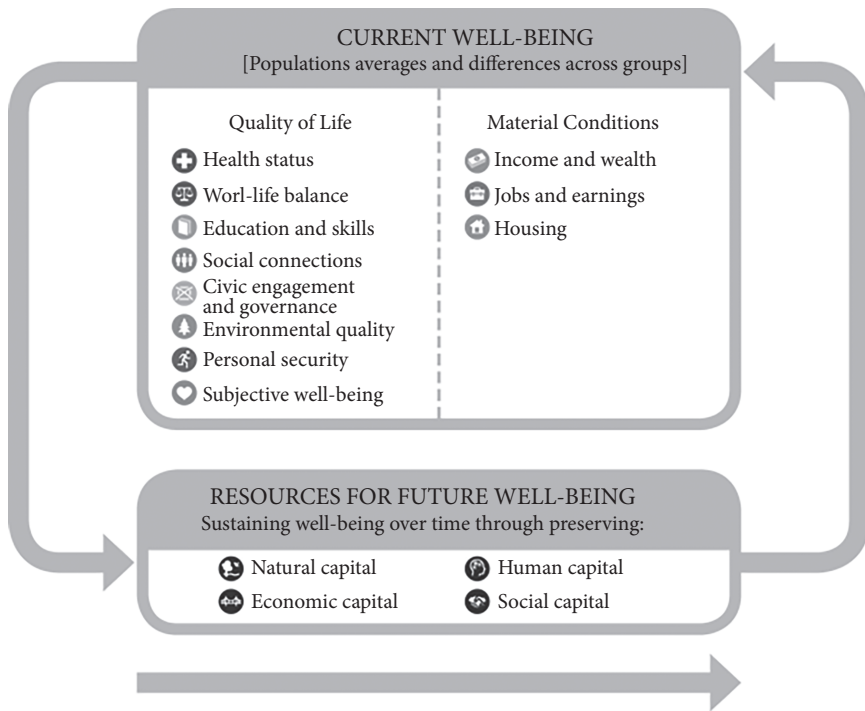 CURRENT WELL-BEING
[Populations averages and differences across groups]
Quality of Life
Health status
Worl-life balance
Education and skills
Social connections
Civic engagement
and governance
Environmental quality
Personal security
Subjective well-being
Material Conditions
Income and wealth
Jobs and earnings
Housing
RESOURCES FOR FUTURE WELL-BEING
Sustaining well-being over time through preserving:
Natural capital
Human capital
Economic capital
Social capital